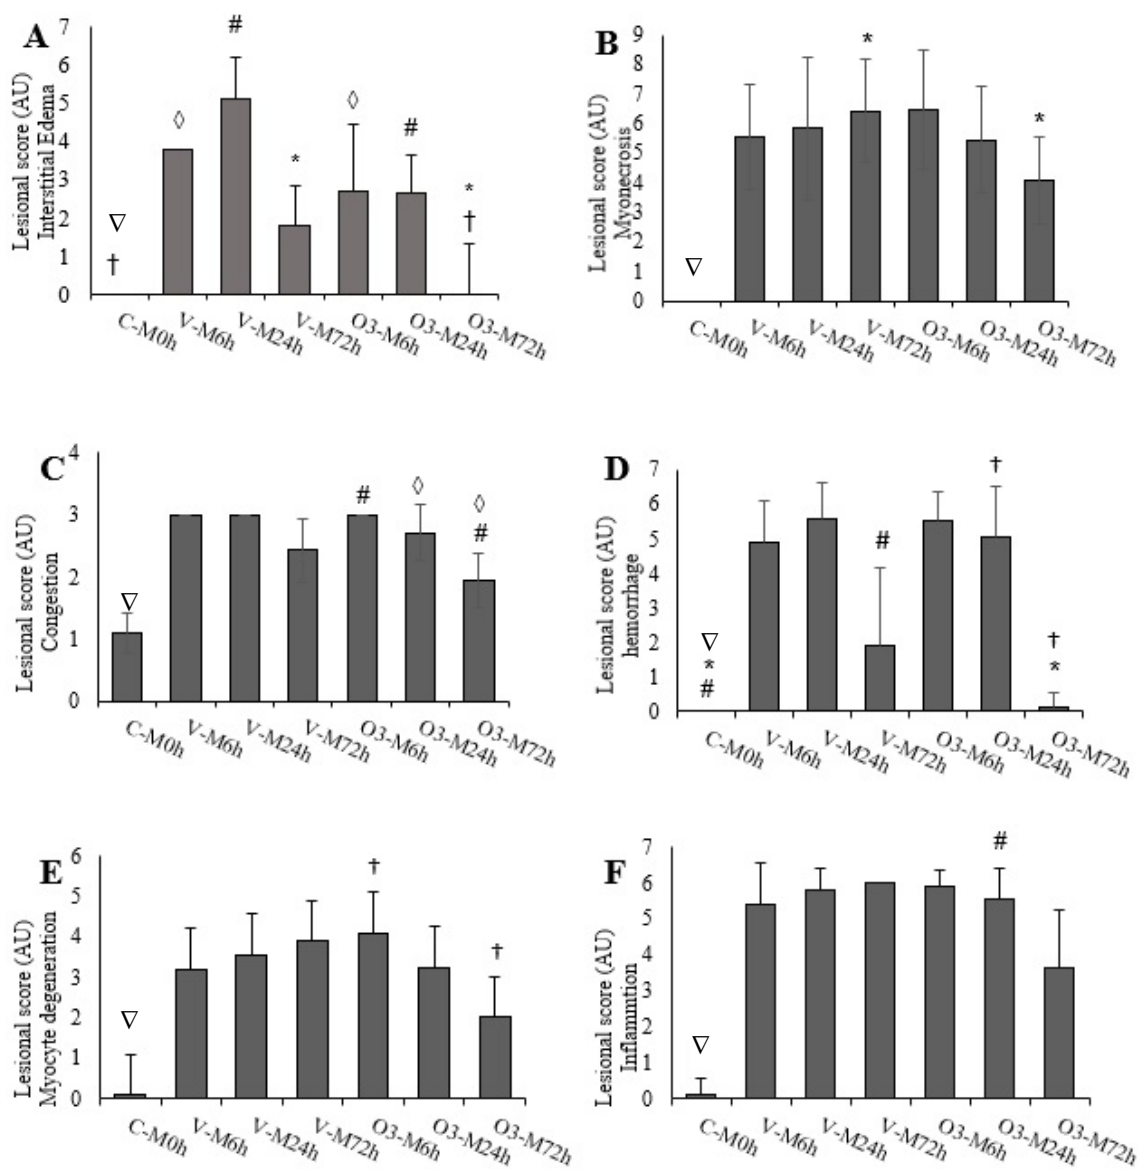 A
Lesional score (AU)
Interstitial Edema
7
6
5
4
3
2
1
0
∇
†
◊
#
*
◊
#
*
†
C-M0h
V-M6h
V-M24h
V-M72h
O3-M6h
O3-M24h
O3-M72h
B
Lesional score (AU)
Myonecrosis
9
8
7
6
5
4
3
2
1
0
∇
*
*
C-M0h
V-M6h
V-M24h
V-M72h
O3-M6h
O3-M24h
O3-M72h
C
Lesional score (AU)
Congestion
4
3
2
1
0
∇
#
◊
◊
#
C-M0h
V-M6h
V-M24h
V-M72h
O3-M6h
O3-M24h
O3-M72h
D
Lesional score (AU)
hemorrhage
7
6
5
4
3
2
1
0
∇
*
#
#
†
†
*
C-M0h
V-M6h
V-M24h
V-M72h
O3-M6h
O3-M24h
O3-M72h
E
Lesional score (AU)
Myocyte degeneration
6
5
4
3
2
1
0
∇
†
†
C-M0h
V-M6h
V-M24h
V-M72h
O3-M6h
O3-M24h
O3-M72h
F
Lesional score (AU)
Inflammtion
7
6
5
4
3
2
1
0
∇
#
C-M0h
V-M6h
V-M24h
V-M72h
O3-M6h
O3-M24h
O3-M72h